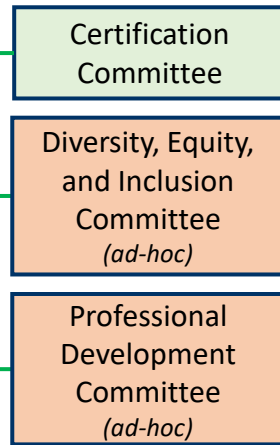 Certification
Committee
Diversity, Equity,
and Inclusion
Committee
(ad-hoc)
Professional
Development
Committee
(ad-hoc)